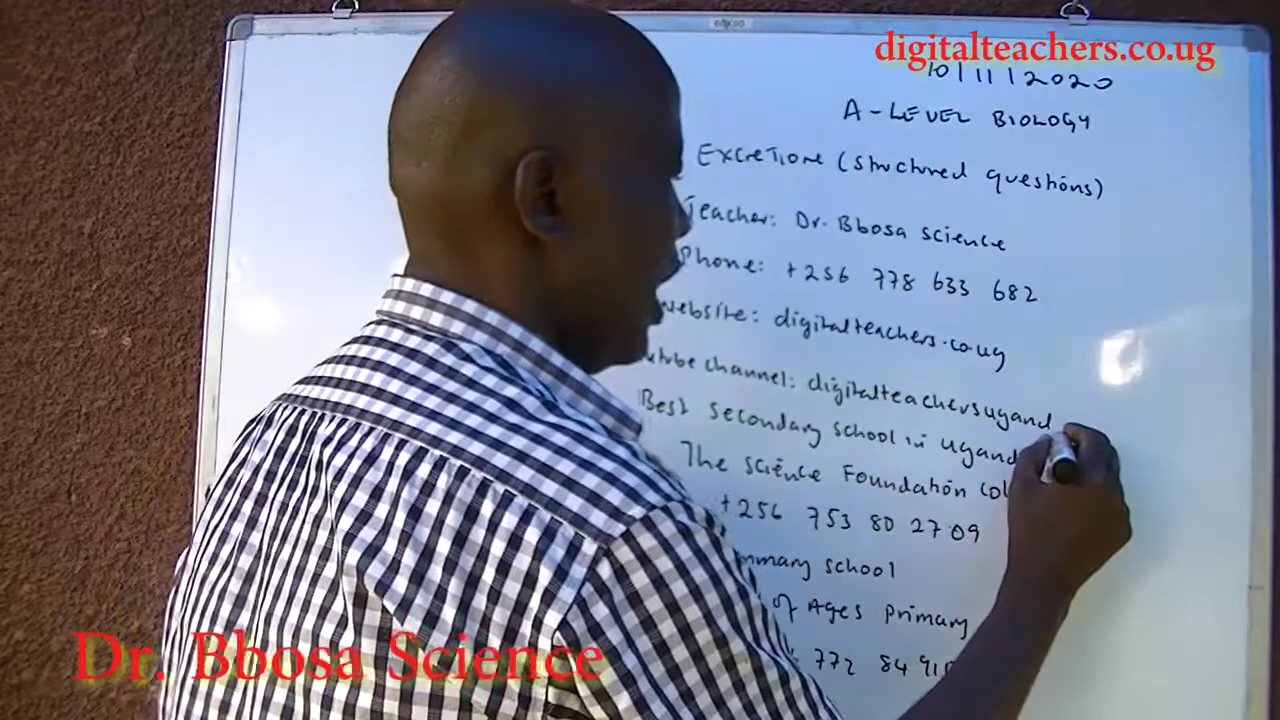 digitalteachers.co.ug
10/11/2020
A-LEVEL BIOLOGY
EXCRETION (structured questions)
Teacher: Dr. Bbosa science
Phone: +256 778 633 682
website: digitalteachers.co.ug
utube channel: digitalteachersugand
Best secondary school in Ugand
The science Foundation
+256 753 80 27 09
school
of Ages primary
772 84
Dr. Bbosa Science